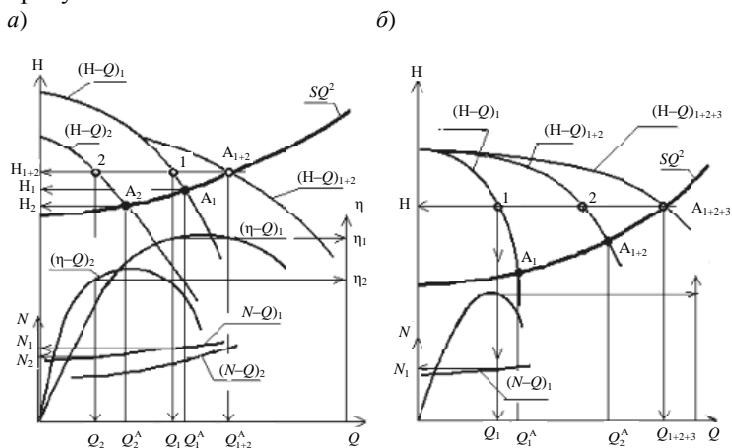 а)
б)
H
(H–Q)₁
(H–Q)₂
SQ²
H₁₊₂
H₁
H₂
2
1
A₁₊₂
A₂
A₁
(H–Q)₁₊₂
(η–Q)₁
(η–Q)₂
η
η₁
η₂
N
N₁
N₂
N–Q)₁
(N–Q)₂
Q₂
Q₂ᴬ
Q₁
Q₁ᴬ
Q₁₊₂ᴬ
Q
H
(H–Q)₁
(H–Q)₁₊₂
(H–Q)₁₊₂₊₃
SQ²
H
1
2
A₁₊₂₊₃
A₁₊₂
A₁
N
N₁
(N–Q)₁
Q₁
Q₁ᴬ
Q₂ᴬ
Q₁₊₂₊₃
Q